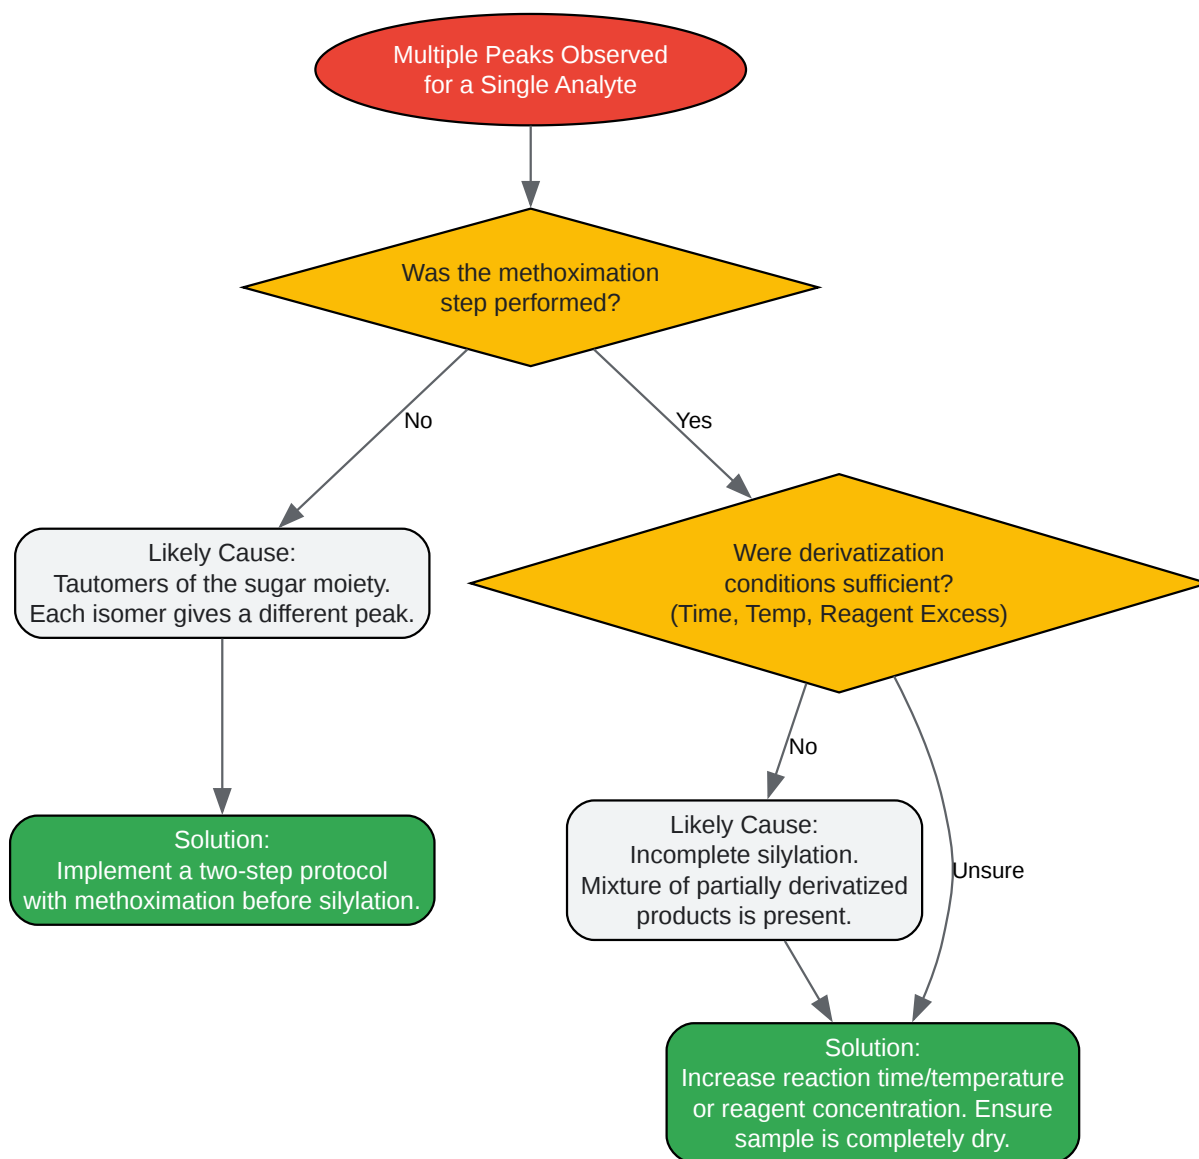 Multiple Peaks Observed
for a Single Analyte
Was the methoximation
step performed?
No
Yes
Likely Cause:
Tautomers of the sugar moiety.
Each isomer gives a different peak.
Were derivatization
conditions sufficient?
(Time, Temp, Reagent Excess)
No
Unsure
Solution:
Implement a two-step protocol
with methoximation before silylation.
Likely Cause:
Incomplete silylation.
Mixture of partially derivatized
products is present.
Solution:
Increase reaction time/temperature
or reagent concentration. Ensure
sample is completely dry.